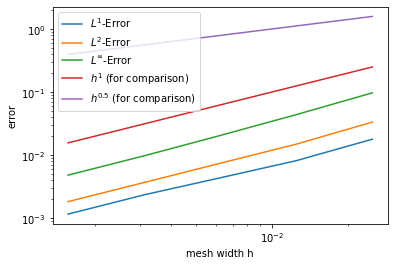 L¹-Error
L²-Error
L^∞-Error
h¹ (for comparison)
h^0.5 (for comparison)
10⁰
10⁻¹
10⁻²
10⁻³
error
10⁻²
mesh width h